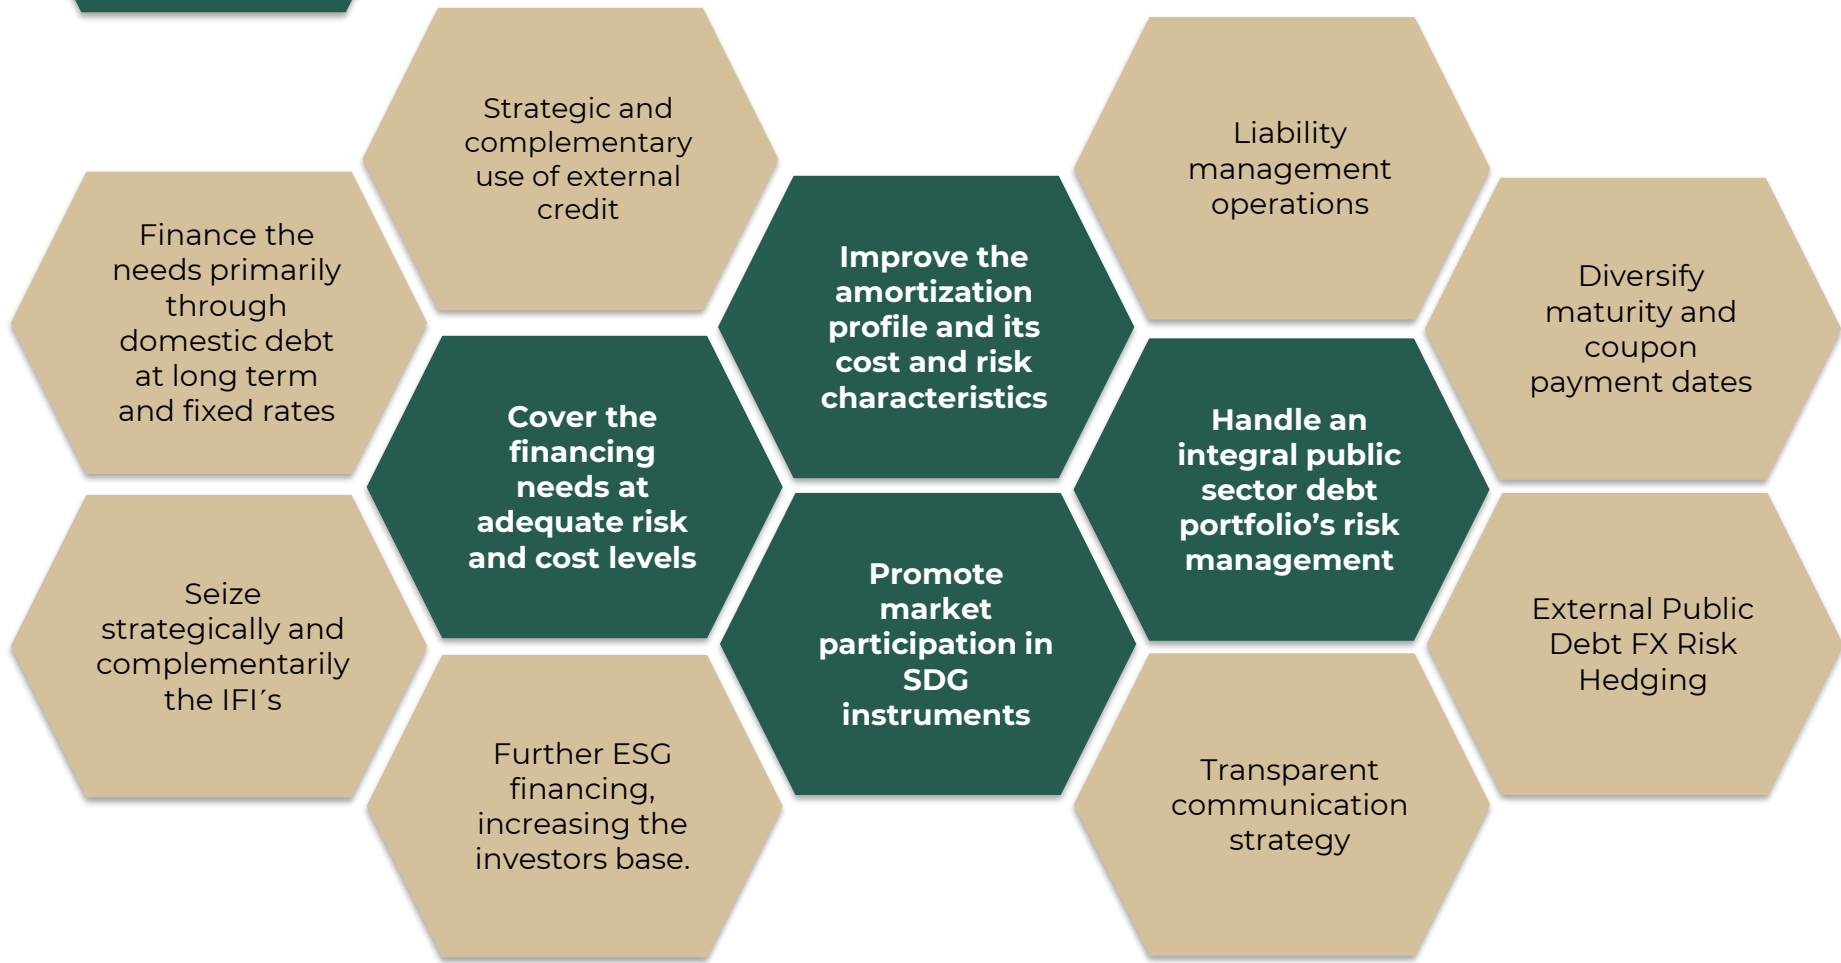 Strategic and
complementary
use of external
credit
Liability
management
operations
Finance the
needs primarily
through
domestic debt
at long term
and fixed rates
Improve the
amortization
profile and its
cost and risk
characteristics
Diversify
maturity and
coupon
payment dates
Cover the
financing
needs at
adequate risk
and cost levels
Handle an
integral public
sector debt
portfolio’s risk
management
Seize
strategically and
complementarily
the IFI´s
Promote
market
participation in
SDG
instruments
External Public
Debt FX Risk
Hedging
Further ESG
financing,
increasing the
investors base.
Transparent
communication
strategy